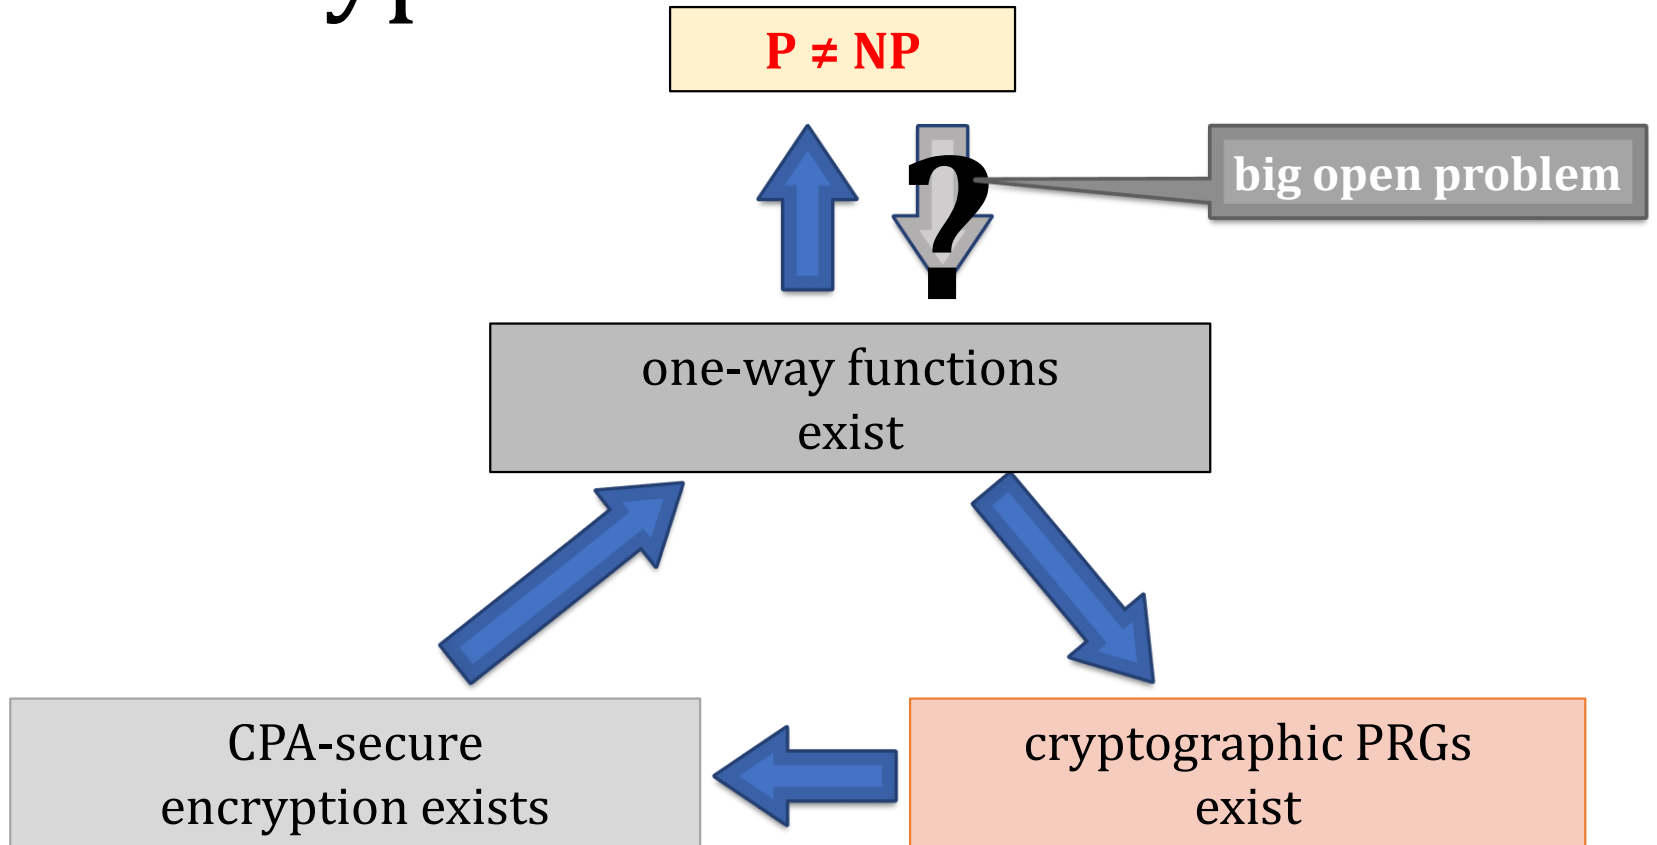 P ≠ NP
?
big open problem
one-way functions
exist
CPA-secure
encryption exists
cryptographic PRGs
exist